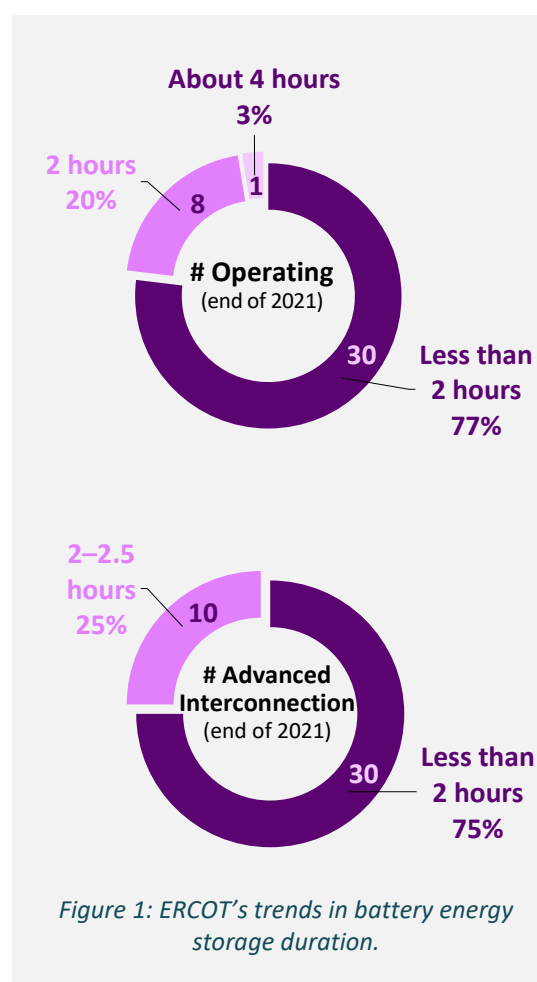 About 4 hours
3%
2 hours
20%
8
1
# Operating
(end of 2021)
30
Less than
2 hours
77%
2–2.5
hours
25%
10
# Advanced
Interconnection
(end of 2021)
30
Less than
2 hours
75%
Figure 1: ERCOT’s trends in battery energy
storage duration.